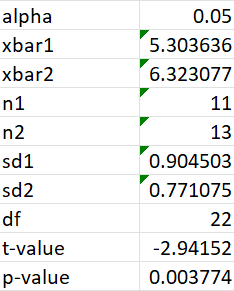 alpha 0.05
xbar1 5.303636
xbar2 6.323077
n1 11
n2 13
sd1 0.904503
sd2 0.771075
df 22
t-value -2.94152
p-value 0.003774